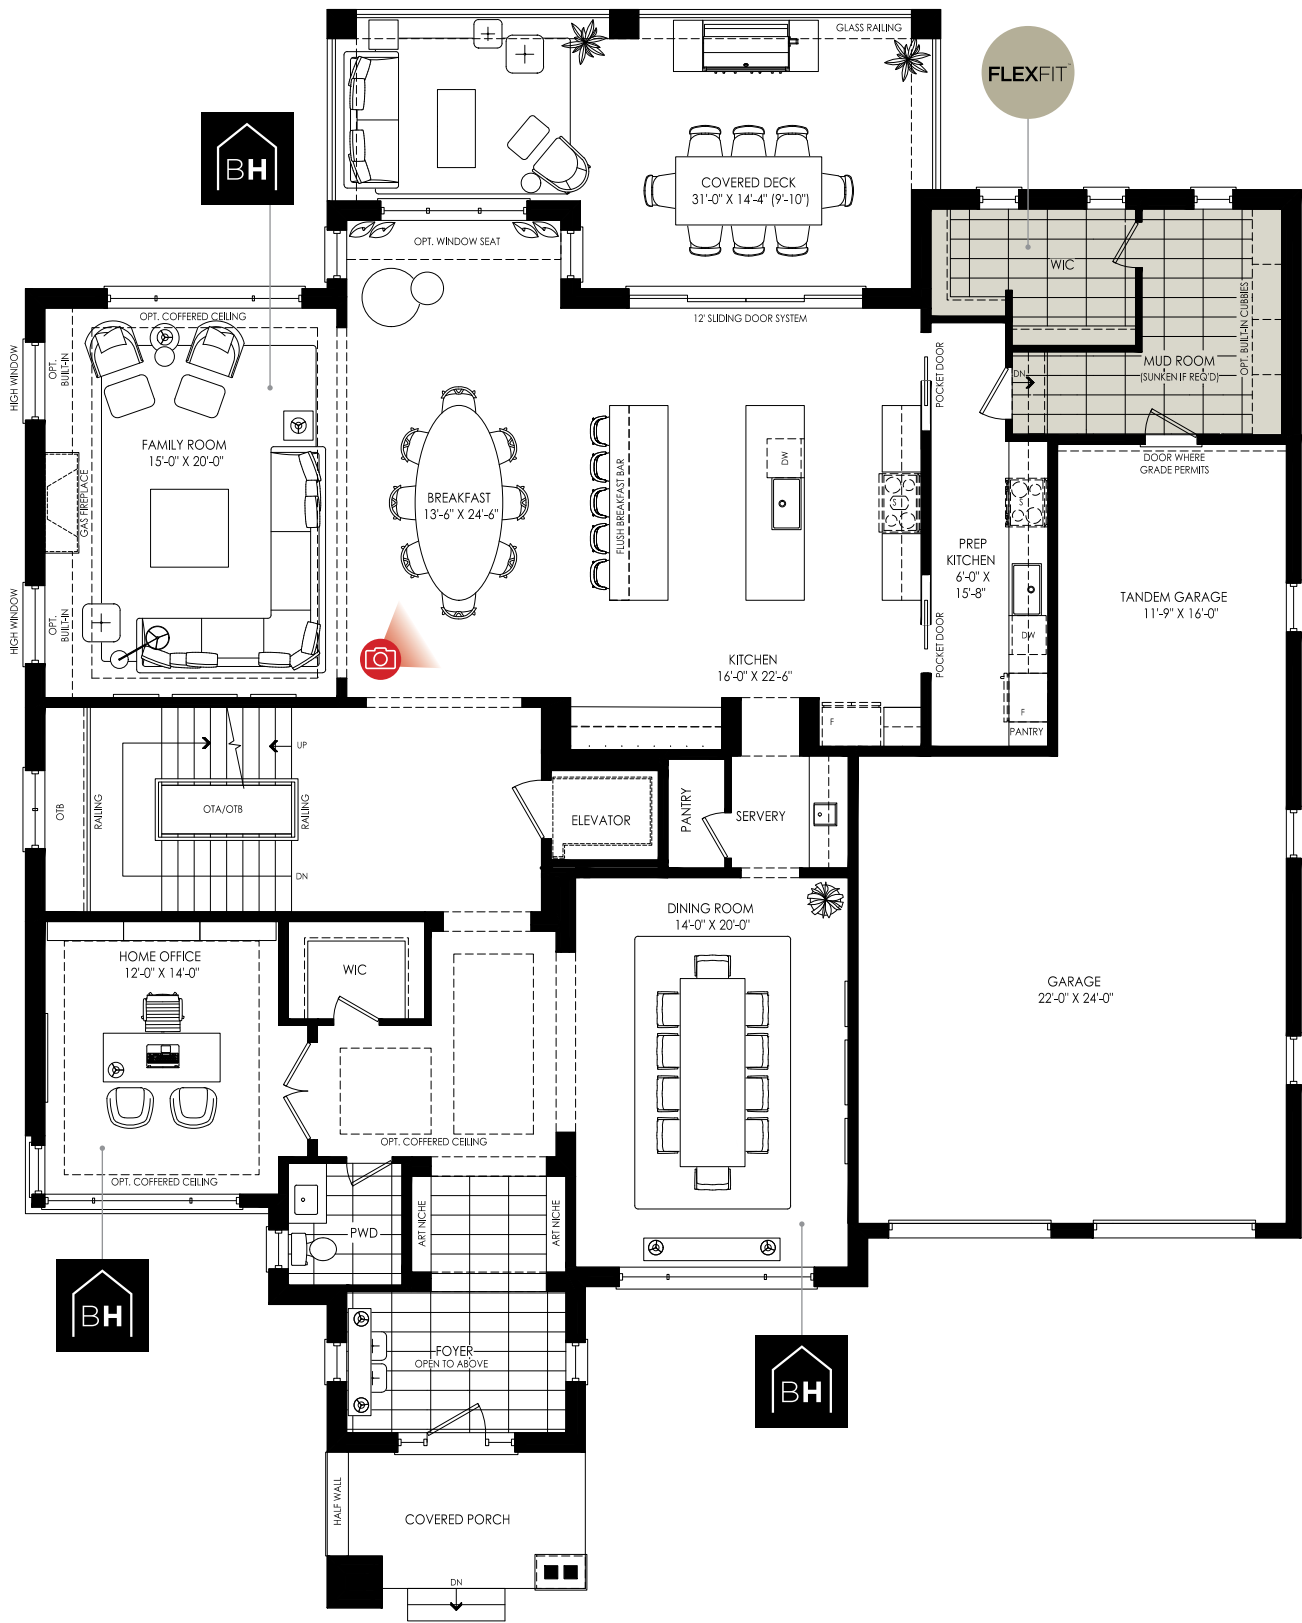 GLASS RAILING
FLEXFIT™
BH
COVERED DECK
31'-0" X 14'-4" (9'-10")
OPT. WINDOW SEAT
WIC
OPT. BUILT-IN CUBBIES
OPT. COFFERED CEILING
12' SLIDING DOOR SYSTEM
HIGH WINDOW
OPT.
BUILT-IN
POCKET DOOR
MUD ROOM
(SUNKEN IF REQ'D)
DN
FAMILY ROOM
15'-0" X 20'-0"
DOOR WHERE
GRADE PERMITS
DW
GAS FIREPLACE
BREAKFAST
13'-6" X 24'-6"
FLUSH BREAKFAST BAR
S
S
PREP
KITCHEN
6'-0" X
15'-8"
TANDEM GARAGE
11'-9" X 16'-0"
HIGH WINDOW
OPT.
BUILT-IN
DW
POCKET DOOR
KITCHEN
16'-0" X 22'-6"
F
F
PANTRY
UP
OTB
RAILING
OTA/OTB
RAILING
ELEVATOR
PANTRY
SERVERY
DN
DINING ROOM
14'-0" X 20'-0"
HOME OFFICE
12'-0" X 14'-0"
WIC
GARAGE
22'-0" X 24'-0"
OPT. COFFERED CEILING
OPT. COFFERED CEILING
ART NICHE
ART NICHE
PWD
BH
FOYER
OPEN TO ABOVE
BH
HALF WALL
COVERED PORCH
DN